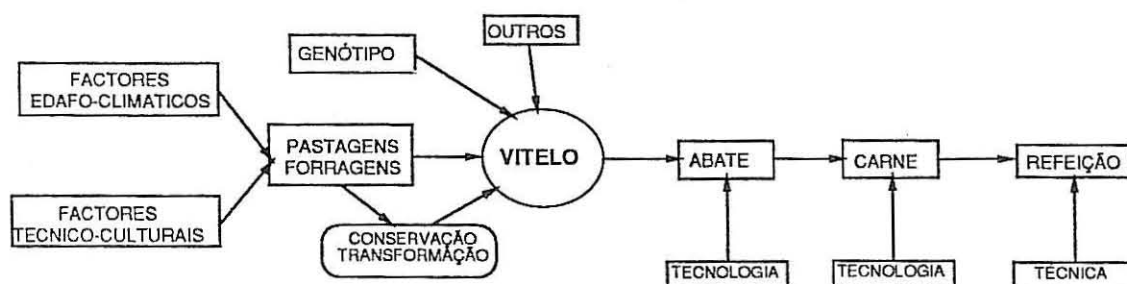 OUTROS
GENÓTIPO
FACTORES
EDAFO-CLIMATICOS
PASTAGENS
FORRAGENS
VITELO
ABATE
CARNE
REFEIÇÃO
FACTORES
TECNICO-CULTURAIS
CONSERVAÇÃO
TRANSFORMAÇÃO
TECNOLOGIA
TECNOLOGIA
TÉCNICA